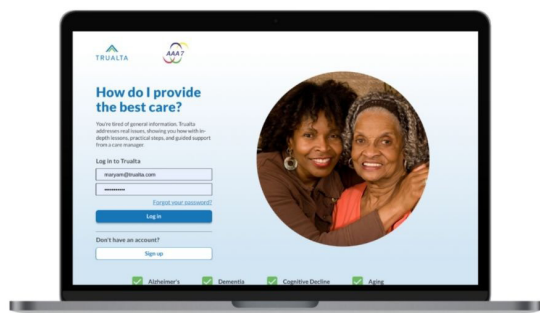 TRUALTA
AAA7
How do I provide
the best care?
You're tired of general information. Trualta
addresses real issues, showing you how with in-
depth lessons, practical steps, and guided support
from a care manager.
Log in to Trualta
maryam@trualta.com
Forgot your password?
Log in
Don't have an account?
Sign up
Alzheimer's
Dementia
Cognitive Decline
Aging